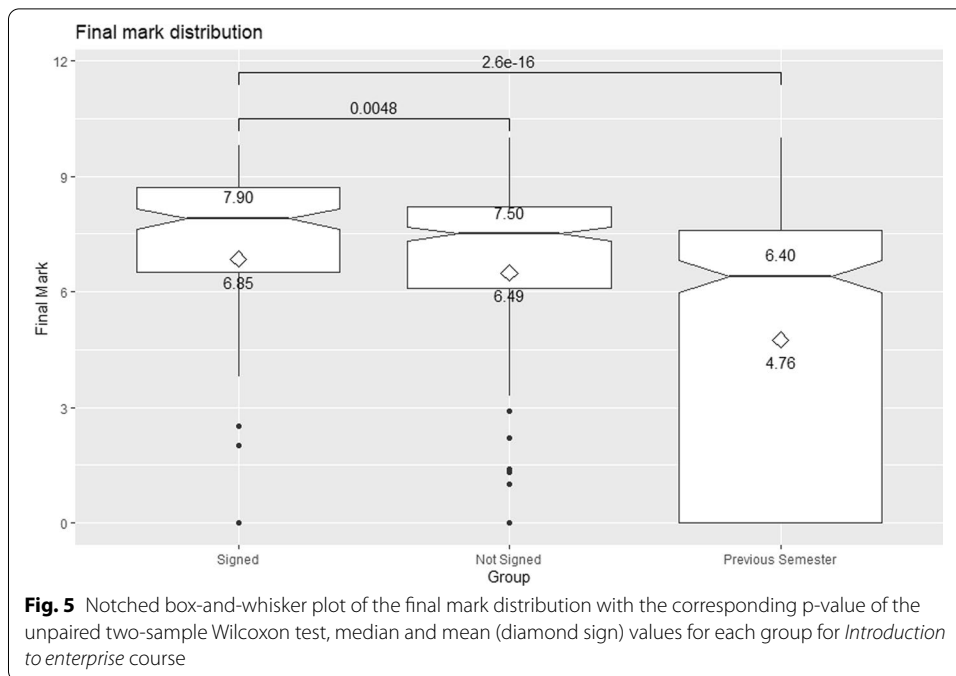 Final mark distribution
12
2.6e-16
0.0048
9
7.90
7.50
6.40
6
6.85
6.49
4.76
3
0
Final Mark
Signed
Not Signed
Previous Semester
Group
Fig. 5 Notched box-and-whisker plot of the final mark distribution with the corresponding p-value of the
unpaired two-sample Wilcoxon test, median and mean (diamond sign) values for each group for Introduction
to enterprise course